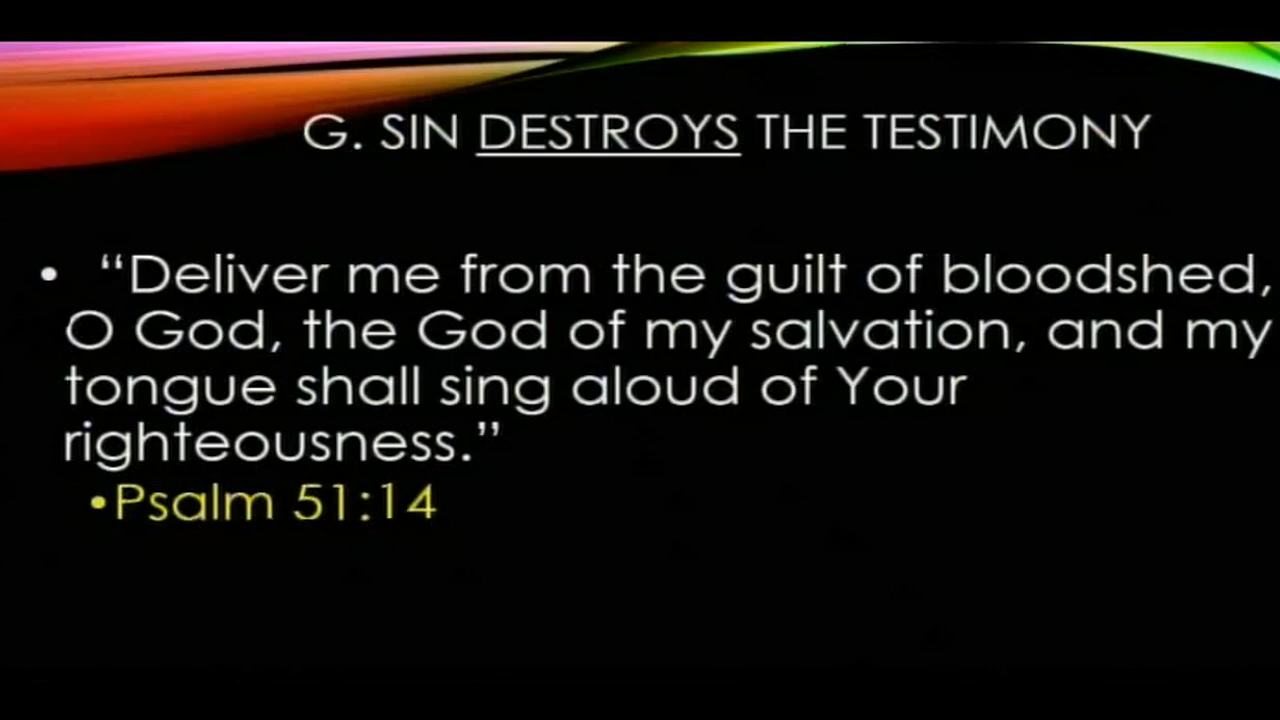 G. SIN DESTROYS THE TESTIMONY
• “Deliver me from the guilt of bloodshed,
O God, the God of my salvation, and my
tongue shall sing aloud of Your
righteousness.”
•Psalm 51:14